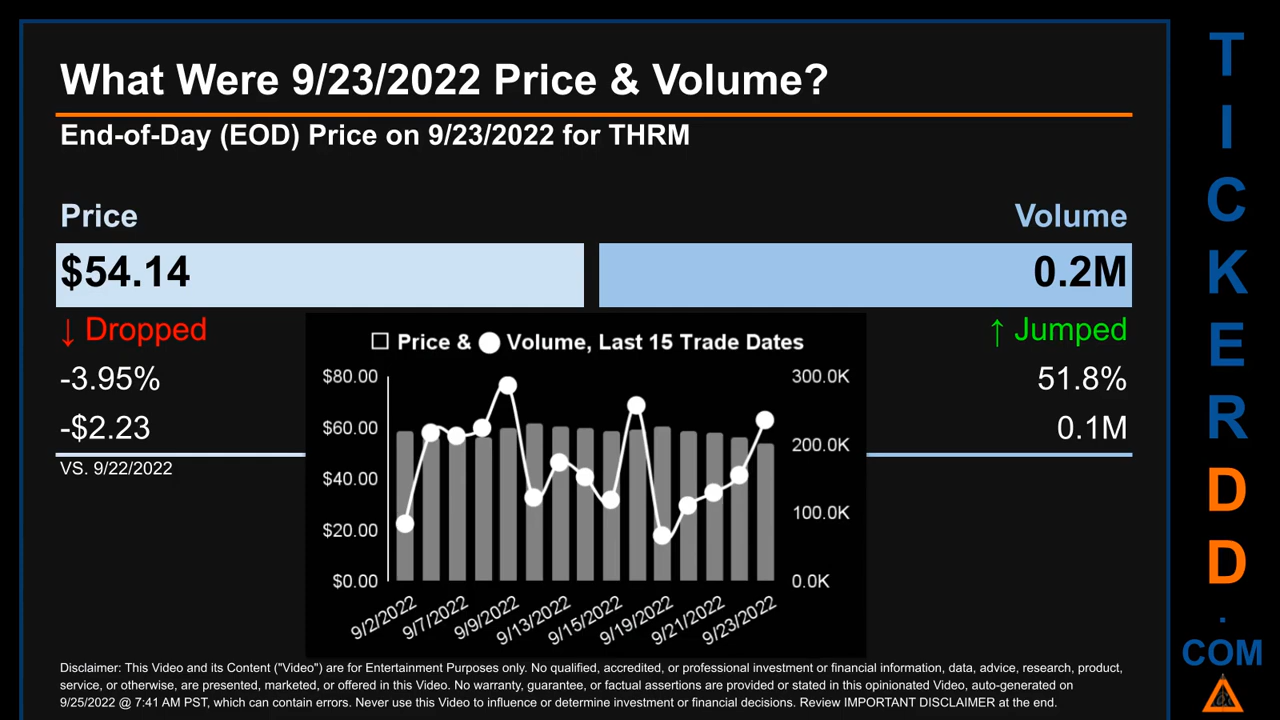 What Were 9/23/2022 Price & Volume?
End-of-Day (EOD) Price on 9/23/2022 for THRM
Price
Volume
$54.14
0.2M
↓ Dropped
↑ Jumped
-3.95%
51.8%
-$2.23
0.1M
VS. 9/22/2022
Price & Volume, Last 15 Trade Dates
$80.00
$60.00
$40.00
$20.00
$0.00
300.0K
200.0K
100.0K
0.0K
9/2/2022
9/7/2022
9/9/2022
9/13/2022
9/15/2022
9/19/2022
9/21/2022
9/23/2022
Disclaimer: This Video and its Content ("Video") are for Entertainment Purposes only. No qualified, accredited, or professional investment or financial information, data, advice, research, product,
service, or otherwise, are presented, marketed, or offered in this Video. No warranty, guarantee, or factual assertions are provided or stated in this opinionated Video, auto-generated on
9/25/2022 @ 7:41 AM PST, which can contain errors. Never use this Video to influence or determine investment or financial decisions. Review IMPORTANT DISCLAIMER at the end.
T
I
C
K
E
R
D
D
.
COM